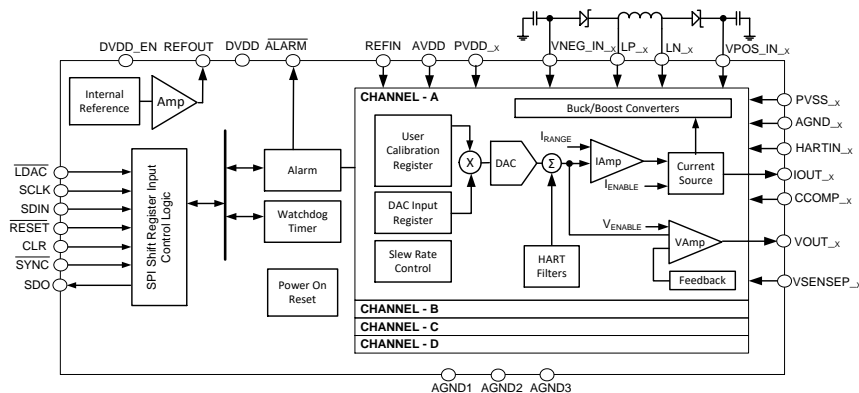 DVDD_EN REFOUT DVDD ALARM REFIN AVDD PVDD_x VNEG_IN_x LP_x LN_x VPOS_IN_x
Internal
Reference
Amp
CHANNEL - A
Buck/Boost Converters
PVSS_x
AGND_x
HARTIN_x
IOUT_x
CCOMP_x
VOUT_x
VSENSEP_x
User
Calibration
Register
DAC Input
Register
Slew Rate
Control
X
DAC
Σ
HART
Filters
IRANGE
IAmp
IENABLE
Current
Source
VENABLE
VAmp
Feedback
LDAC
SCLK
SDIN
RESET
CLR
SYNC
SDO
SPI Shift Register Input
Control Logic
Alarm
Watchdog
Timer
Power On
Reset
CHANNEL - B
CHANNEL - C
CHANNEL - D
AGND1 AGND2 AGND3